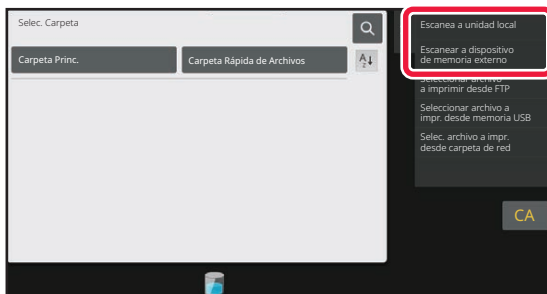 Selec. Carpeta
Carpeta Princ.
Carpeta Rápida de Archivos
Escanea a unidad local
Escanear a dispositivo
de memoria externo
Seleccionar archivo
a imprimir desde FTP
Seleccionar archivo a
impr. desde memoria USB
Selec. archivo a impr.
desde carpeta de red
CA